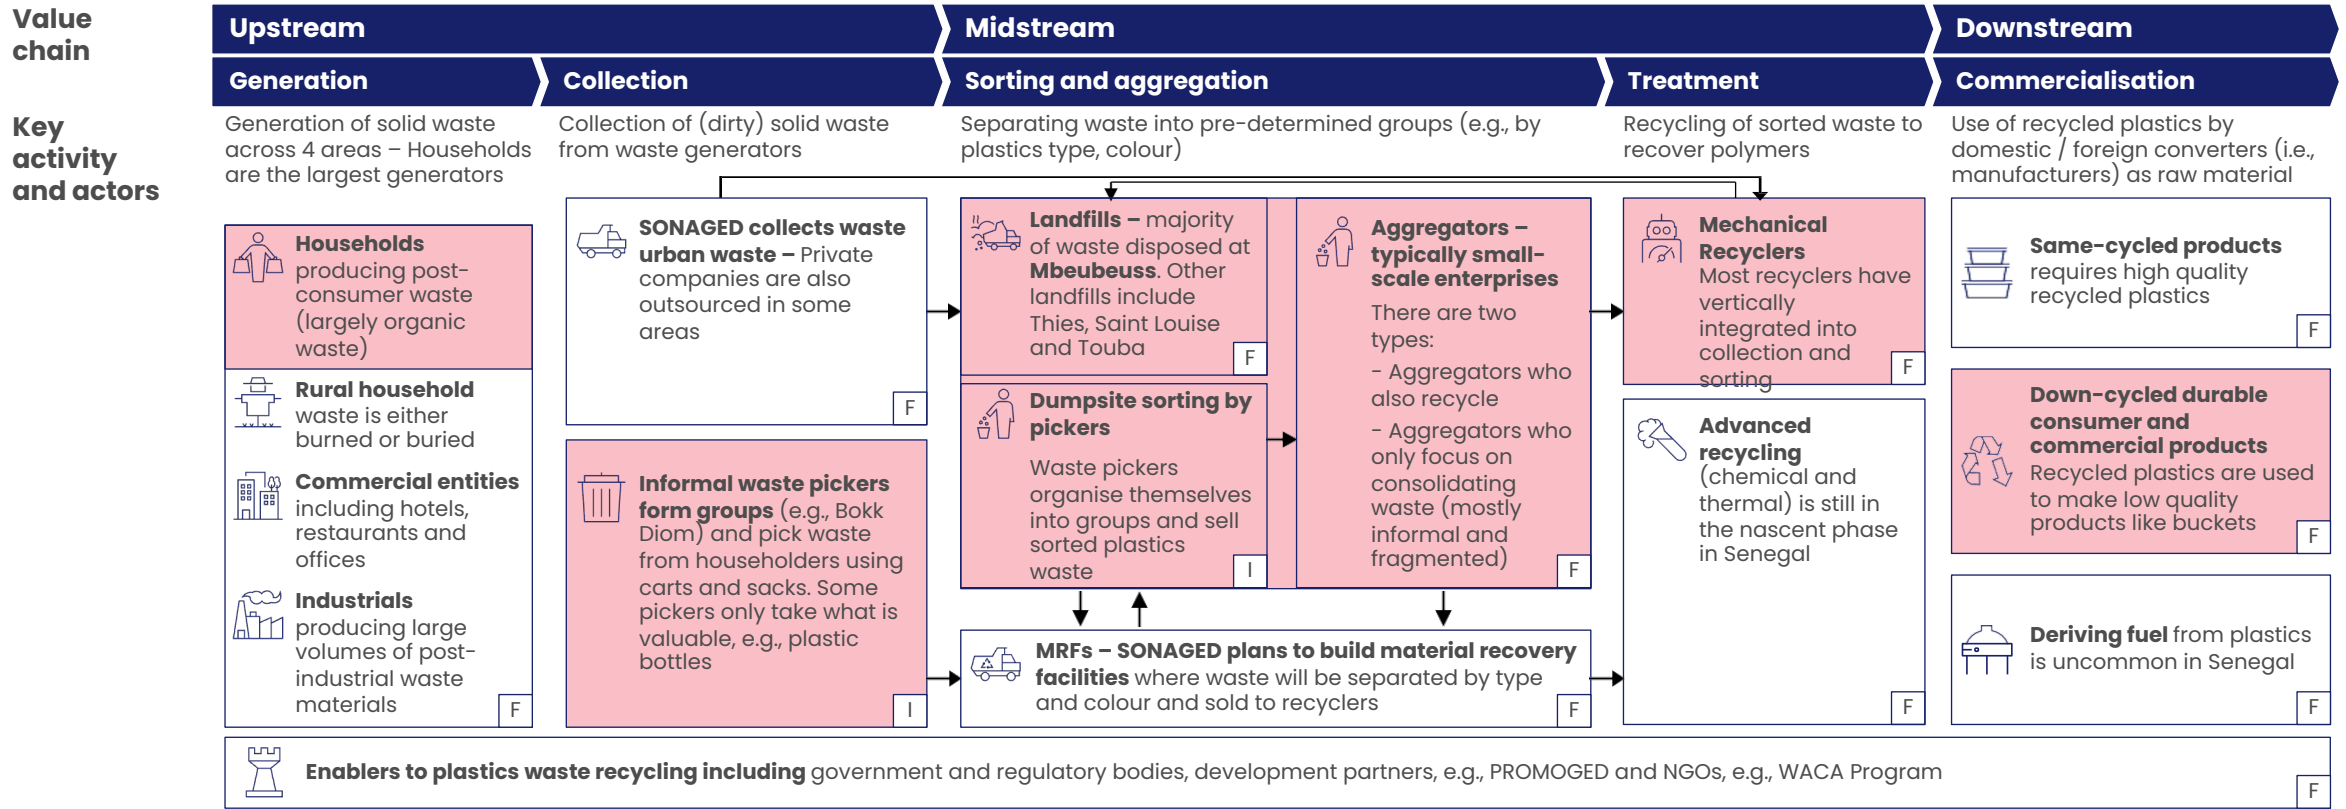 Value
chain
Upstream
Midstream
Downstream
Generation
Collection
Sorting and aggregation
Treatment
Commercialisation
Key
activity
and actors
Generation of solid waste
across 4 areas – Households
are the largest generators
Collection of (dirty) solid waste
from waste generators
Separating waste into pre-determined groups (e.g., by
plastics type, colour)
Recycling of sorted waste to
recover polymers
Use of recycled plastics by
domestic / foreign converters (i.e.,
manufacturers) as raw material
Households
producing post-
consumer waste
(largely organic
waste)
Rural household
waste is either
burned or buried
Commercial entities
including hotels,
restaurants and
offices
Industrials
producing large
volumes of post-
industrial waste
materials
F
SONAGED collects waste
urban waste – Private
companies are also
outsourced in some
areas
F
Informal waste pickers
form groups (e.g., Bokk
Diom) and pick waste
from householders using
carts and sacks. Some
pickers only take what is
valuable, e.g., plastic
bottles
I
Landfills – majority
of waste disposed at
Mbeubeuss. Other
landfills include
Thies, Saint Louise
and Touba
F
Dumpsite sorting by
pickers
Waste pickers
organise themselves
into groups and sell
sorted plastics
waste
I
Aggregators –
typically small-
scale enterprises
There are two
types:
- Aggregators who
also recycle
- Aggregators who
only focus on
consolidating
waste (mostly
informal and
fragmented)
F
MRFs – SONAGED plans to build material recovery
facilities where waste will be separated by type
and colour and sold to recyclers
F
Mechanical
Recyclers
Most recyclers have
vertically
integrated into
collection and
sorting
F
Advanced
recycling
(chemical and
thermal) is still in
the nascent phase
in Senegal
F
Same-cycled products
requires high quality
recycled plastics
F
Down-cycled durable
consumer and
commercial products
Recycled plastics are used
to make low quality
products like buckets
F
Deriving fuel from plastics
is uncommon in Senegal
F
Enablers to plastics waste recycling including government and regulatory bodies, development partners, e.g., PROMOGED and NGOs, e.g., WACA Program
F